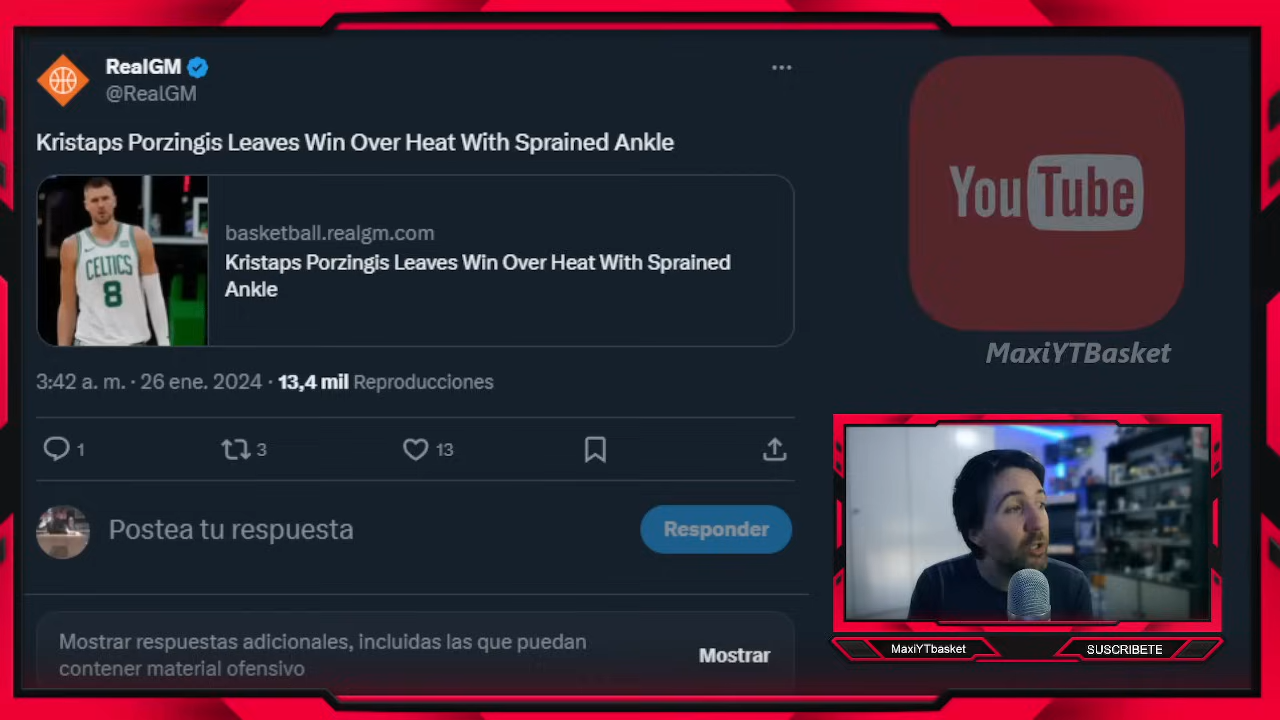 RealGM
@RealGM
Kristaps Porzingis Leaves Win Over Heat With Sprained Ankle
CELTICS
8
basketball.realgm.com
Kristaps Porzingis Leaves Win Over Heat With Sprained
Ankle
3:42 a. m. · 26 ene. 2024 · 13,4 mil Reproducciones
1
3
13
Postea tu respuesta
Responder
Mostrar respuestas adicionales, incluidas las que puedan
contener material ofensivo
Mostrar
YouTube
MaxiYTBasket
MaxiYTbasket
SUSCRIBETE